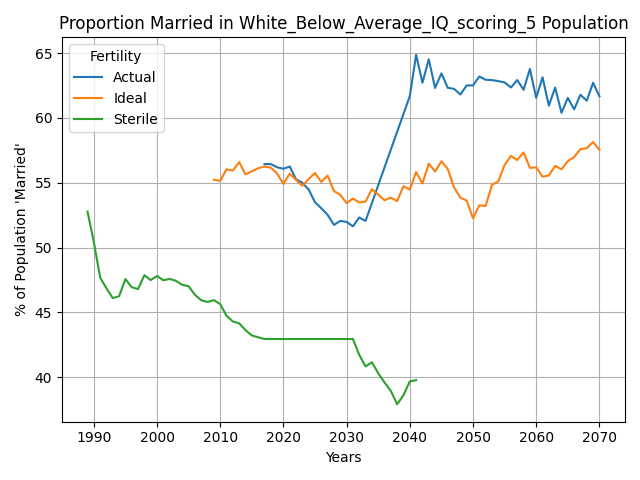 Proportion Married in White_Below_Average_IQ_scoring_5 Population
% of Population 'Married'
65
60
55
50
45
40
Fertility
Actual
Ideal
Sterile
1990 2000 2010 2020 2030 2040 2050 2060 2070
Years